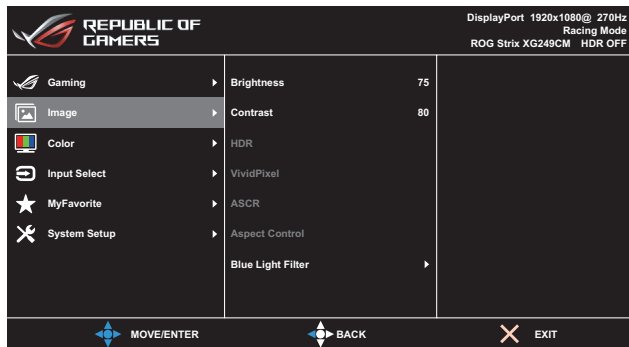 REPUBLIC OF
GAMERS
DisplayPort 1920x1080@ 270Hz
Racing Mode
ROG Strix XG249CM HDR OFF
Gaming
Image
Color
Input Select
MyFavorite
System Setup
Brightness 75
Contrast 80
HDR
VividPixel
ASCR
Aspect Control
Blue Light Filter
MOVE/ENTER
BACK
EXIT